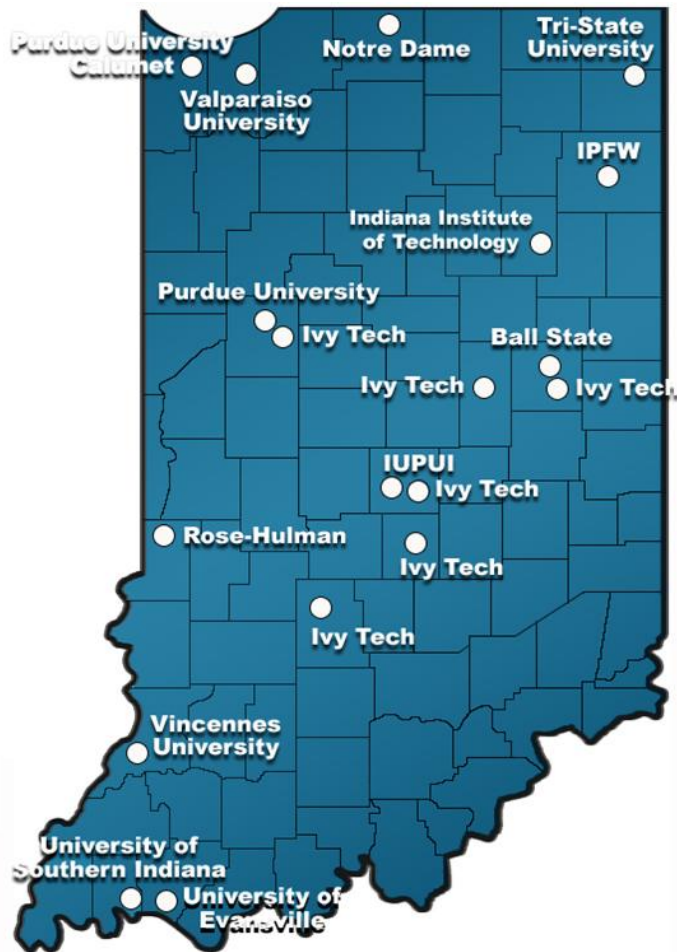 Purdue University
Calumet
Valparaiso
University
Notre Dame
Tri-State
University
IPFW
Indiana Institute
of Technology
Purdue University
Ivy Tech
Ball State
Ivy Tech
Ivy Tech
IUPUI
Ivy Tech
Rose-Hulman
Ivy Tech
Ivy Tech
Vincennes
University
University of
Southern Indiana
University of
Evansville